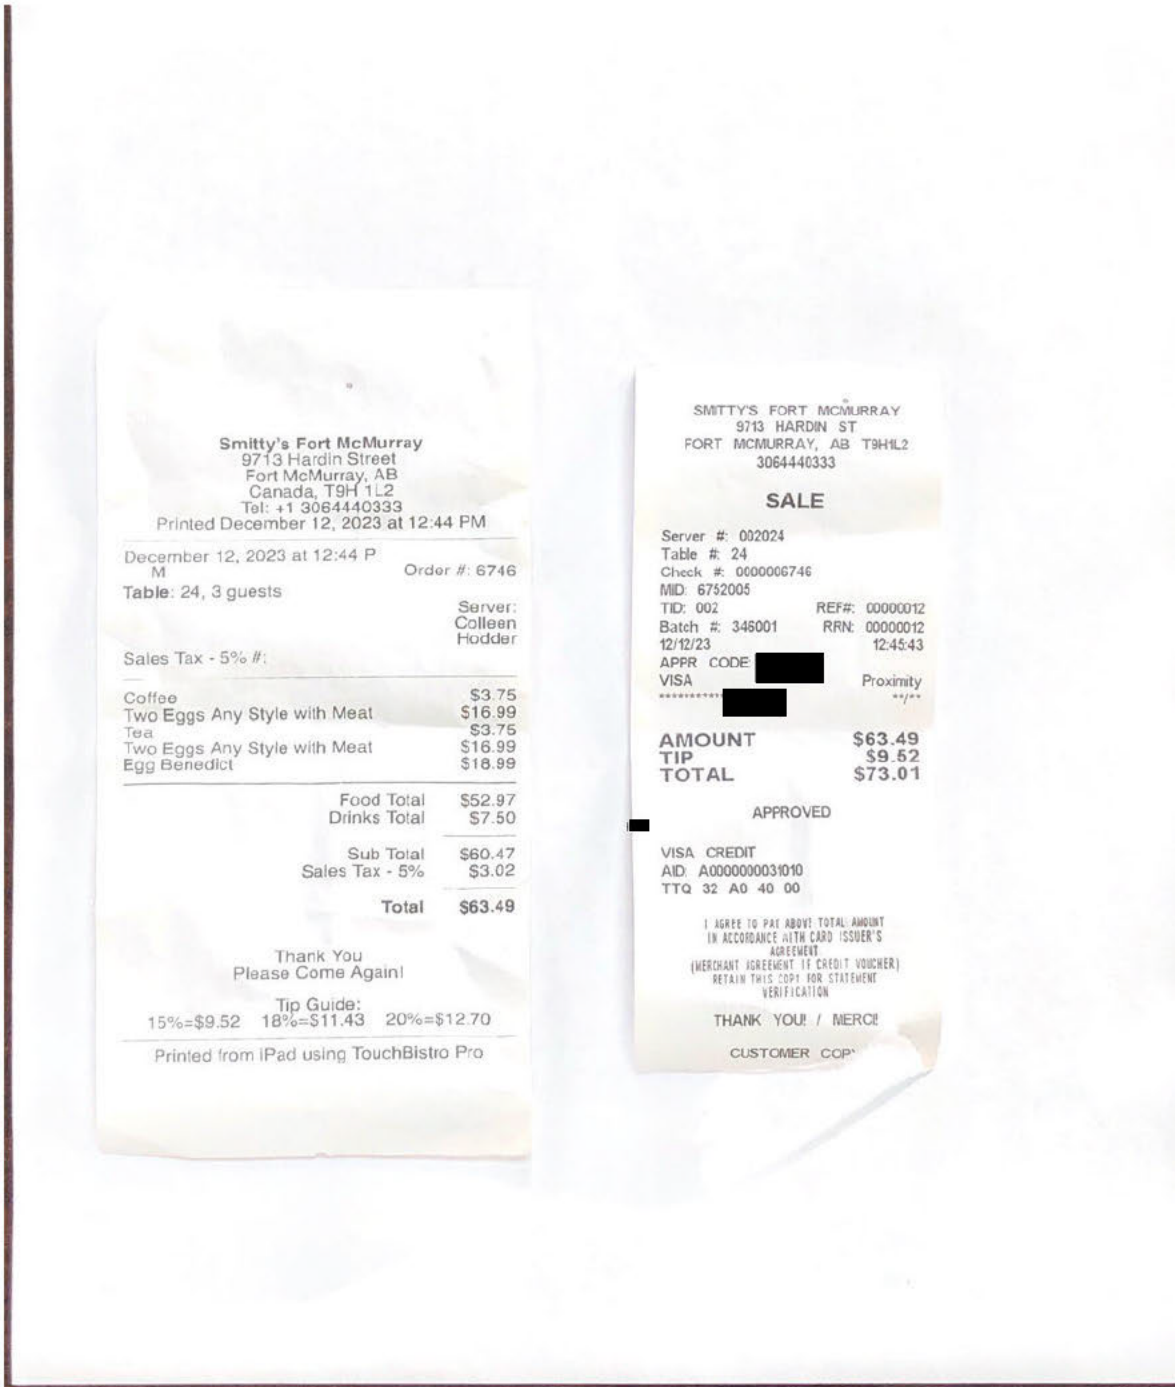 Smitty's Fort McMurray
9713 Hardin Street
Fort McMurray, AB
Canada, T9H 1L2
Tel: +1 3064440333
Printed December 12, 2023 at 12:44 PM
December 12, 2023 at 12:44 P
M
Order #: 6746
Table: 24, 3 guests
Server:
Colleen
Hodder
Sales Tax - 5% #:
Coffee $3.75
Two Eggs Any Style with Meat $16.99
Tea $3.75
Two Eggs Any Style with Meat $16.99
Egg Benedict $18.99
Food Total $52.97
Drinks Total $7.50
Sub Total $60.47
Sales Tax - 5% $3.02
Total $63.49
Thank You
Please Come Again!
Tip Guide:
15%=$9.52 18%=$11.43 20%=$12.70
Printed from iPad using TouchBistro Pro
SMITTY'S FORT MCMURRAY
9713 HARDIN ST
FORT MCMURRAY, AB T9H1L2
3064440333
SALE
Server #: 002024
Table #: 24
Check #: 0000006746
MID: 6752005
TID: 002 REF#: 00000012
Batch #: 346001 RRN: 00000012
12/12/23 12:45:43
APPR CODE:
VISA Proximity
*********** **/**
AMOUNT $63.49
TIP $9.52
TOTAL $73.01
APPROVED
VISA CREDIT
AID: A0000000031010
TTQ 32 A0 40 00
I AGREE TO PAY ABOVE TOTAL AMOUNT
IN ACCORDANCE WITH CARD ISSUER'S
AGREEMENT
(MERCHANT AGREEMENT IF CREDIT VOUCHER)
RETAIN THIS COPY FOR STATEMENT
VERIFICATION
THANK YOU! / MERCI!
CUSTOMER COPY